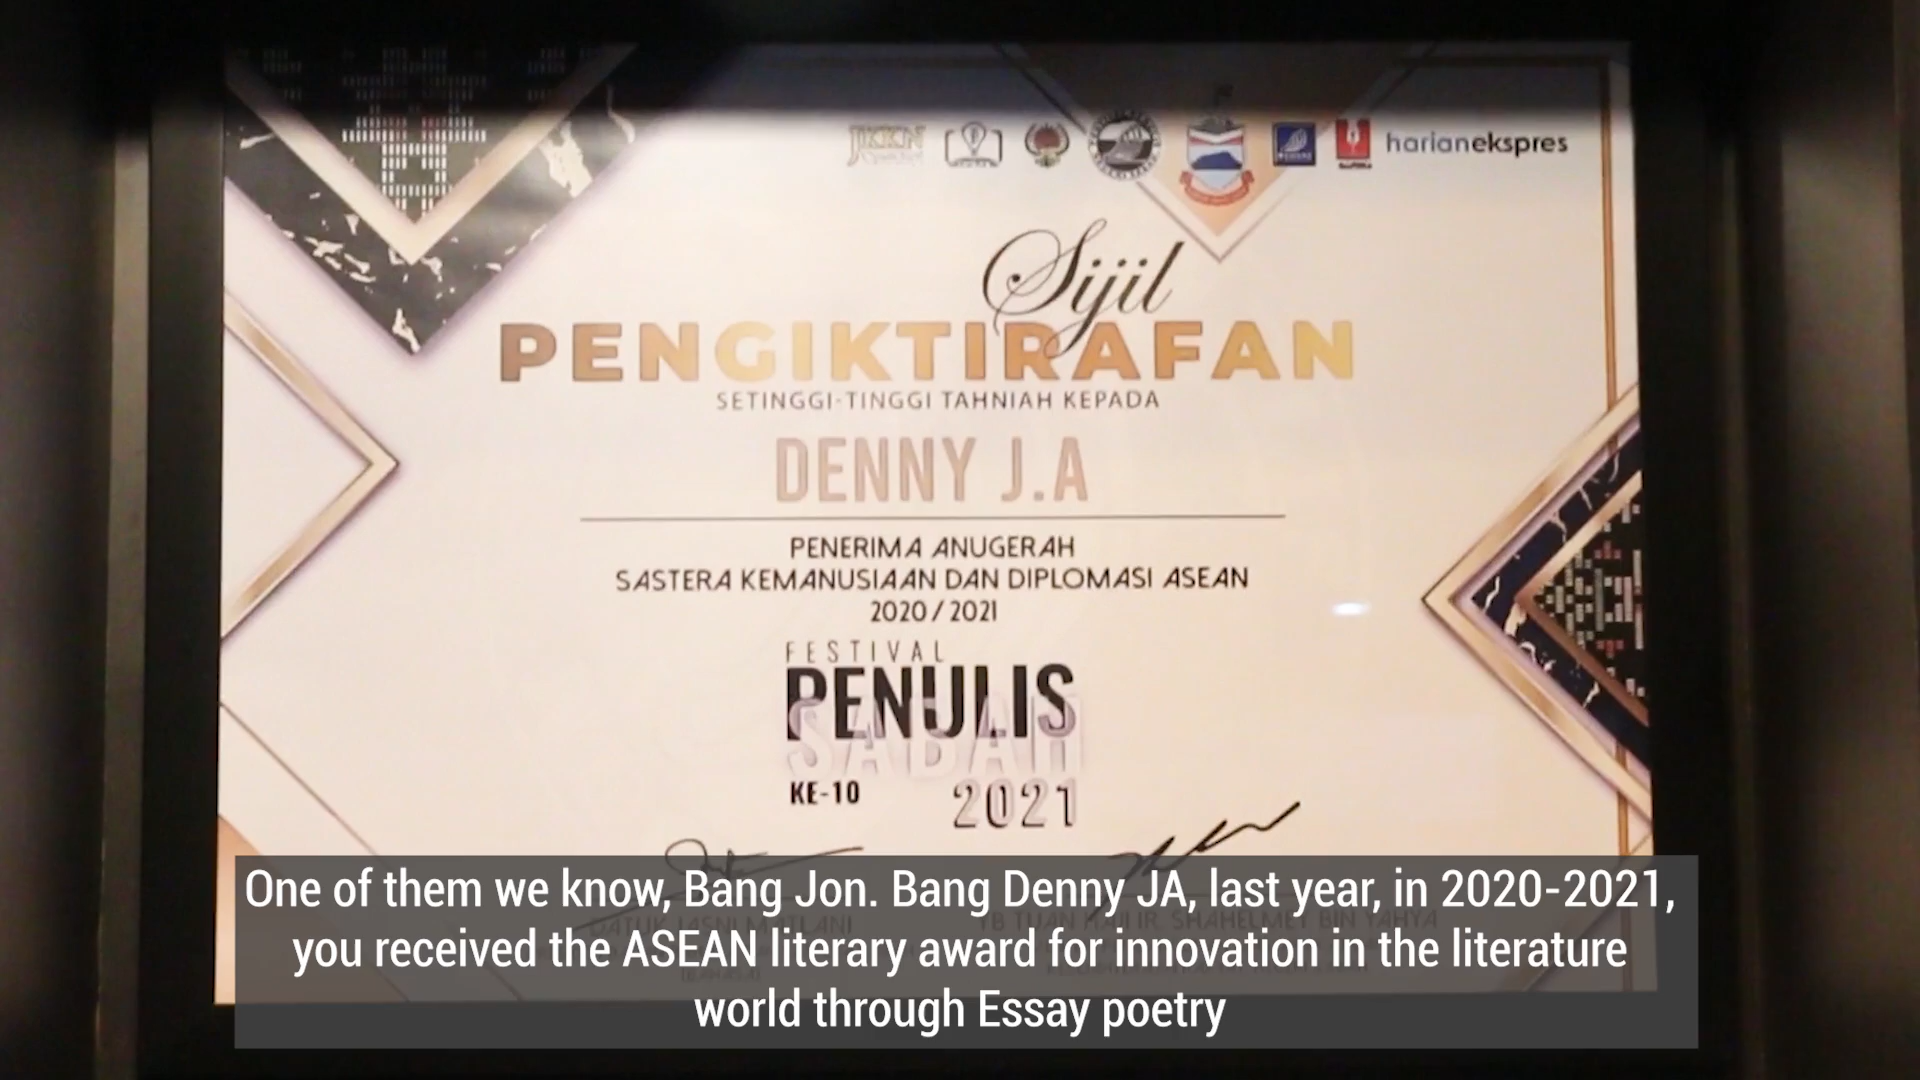 JKKN
harianekspres
Sijil
PENGIKTIRAFAN
SETINGGI-TINGGI TAHNIAH KEPADA
DENNY J.A
PENERIMA ANUGERAH
SASTERA KEMANUSIAAN DAN DIPLOMASI ASEAN
2020 / 2021
FESTIVAL
PENULIS
SABAH
KE-10
2021
One of them we know, Bang Jon. Bang Denny JA, last year, in 2020-2021,
you received the ASEAN literary award for innovation in the literature
world through Essay poetry